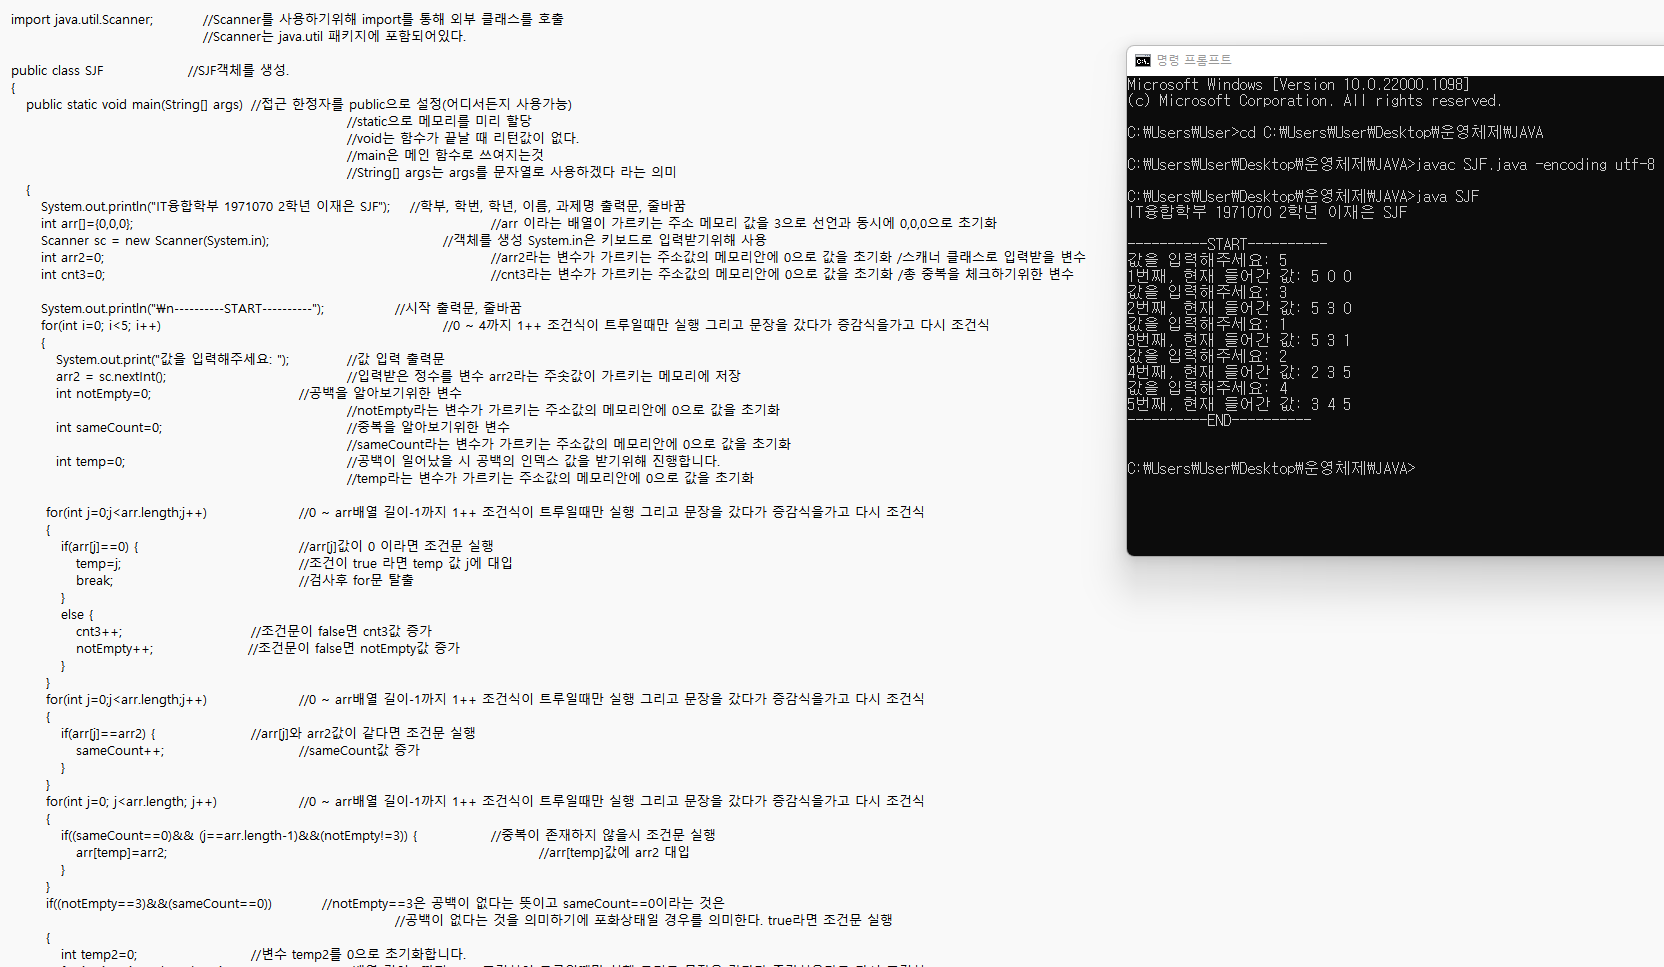 import java.util.Scanner; //Scanner를 사용하기위해 import를 통해 외부 클래스를 호출
//Scanner는 java.util 패키지에 포함되어있다.
public class SJF //SJF객체를 생성.
{
public static void main(String[] args) //접근 한정자를 public으로 설정(어디서든지 사용가능)
//static으로 메모리를 미리 할당
//void는 함수가 끝날 때 리턴값이 없다.
//main은 메인 함수로 쓰여지는것
//String[] args는 args를 문자열로 사용하겠다 라는 의미
{
System.out.println("IT융합학부 1971070 2학년 이재은 SJF"); //학부, 학번, 학년, 이름, 과제명 출력문, 줄바꿈
int arr[]={0,0,0}; //arr 이라는 배열이 가르키는 주소 메모리 값을 3으로 선언과 동시에 0,0,0으로 초기화
Scanner sc = new Scanner(System.in); //객체를 생성 System.in은 키보드로 입력받기위해 사용
int arr2=0; //arr2라는 변수가 가르키는 주소값의 메모리안에 0으로 값을 초기화 /스캐너 클래스로 입력받을 변수
int cnt3=0; //cnt3라는 변수가 가르키는 주소값의 메모리안에 0으로 값을 초기화 /총 중복을 체크하기위한 변수
System.out.println("₩n----------START----------"); //시작 출력문, 줄바꿈
for(int i=0; i<5; i++) //0 ~ 4까지 1++ 조건식이 트루일때만 실행 그리고 문장을 갔다가 증감식을가고 다시 조건식
{
System.out.print("값을 입력해주세요: "); //값 입력 출력문
arr2 = sc.nextInt(); //입력받은 정수를 변수 arr2라는 주솟값이 가르키는 메모리에 저장
int notEmpty=0; //공백을 알아보기위한 변수
//notEmpty라는 변수가 가르키는 주소값의 메모리안에 0으로 값을 초기화
int sameCount=0; //중복을 알아보기위한 변수
//sameCount라는 변수가 가르키는 주소값의 메모리안에 0으로 값을 초기화
int temp=0; //공백이 일어났을 시 공백의 인덱스 값을 받기위해 진행합니다.
//temp라는 변수가 가르키는 주소값의 메모리안에 0으로 값을 초기화
for(int j=0;j<arr.length;j++) //0 ~ arr배열 길이-1까지 1++ 조건식이 트루일때만 실행 그리고 문장을 갔다가 증감식을가고 다시 조건식
{
if(arr[j]==0) { //arr[j]값이 0 이라면 조건문 실행
temp=j; //조건이 true 라면 temp 값 j에 대입
break; //검사후 for문 탈출
}
else {
cnt3++; //조건문이 false면 cnt3값 증가
notEmpty++; //조건문이 false면 notEmpty값 증가
}
}
for(int j=0;j<arr.length;j++) //0 ~ arr배열 길이-1까지 1++ 조건식이 트루일때만 실행 그리고 문장을 갔다가 증감식을가고 다시 조건식
{
if(arr[j]==arr2) { //arr[j]와 arr2값이 같다면 조건문 실행
sameCount++; //sameCount값 증가
}
}
for(int j=0; j<arr.length; j++) //0 ~ arr배열 길이-1까지 1++ 조건식이 트루일때만 실행 그리고 문장을 갔다가 증감식을가고 다시 조건식
{
if((sameCount==0)&& (j==arr.length-1)&&(notEmpty!=3)) { //중복이 존재하지 않을시 조건문 실행
arr[temp]=arr2; //arr[temp]값에 arr2 대입
}
}
if((notEmpty==3)&&(sameCount==0)) //notEmpty==3은 공백이 없다는 뜻이고 sameCount==0이라는 것은
//공백이 없다는 것을 의미하기에 포화상태일 경우를 의미한다. true라면 조건문 실행
{
int temp2=0; //변수 temp2를 0으로 초기화합니다.
명령 프롬프트
Microsoft Windows [Version 10.0.22000.1098]
(c) Microsoft Corporation. All rights reserved.
C:₩Users₩User>cd C:₩Users₩User₩Desktop₩운영체제₩JAVA
C:₩Users₩User₩Desktop₩운영체제₩JAVA>javac SJF.java -encoding utf-8
C:₩Users₩User₩Desktop₩운영체제₩JAVA>java SJF
IT융합학부 1971070 2학년 이재은 SJF
----------START----------
값을 입력해주세요: 5
1번째, 현재 들어간 값: 5 0 0
값을 입력해주세요: 3
2번째, 현재 들어간 값: 5 3 0
값을 입력해주세요: 1
3번째, 현재 들어간 값: 5 3 1
값을 입력해주세요: 2
4번째, 현재 들어간 값: 2 3 5
값을 입력해주세요: 4
5번째, 현재 들어간 값: 3 4 5
----------END----------
C:₩Users₩User₩Desktop₩운영체제₩JAVA>